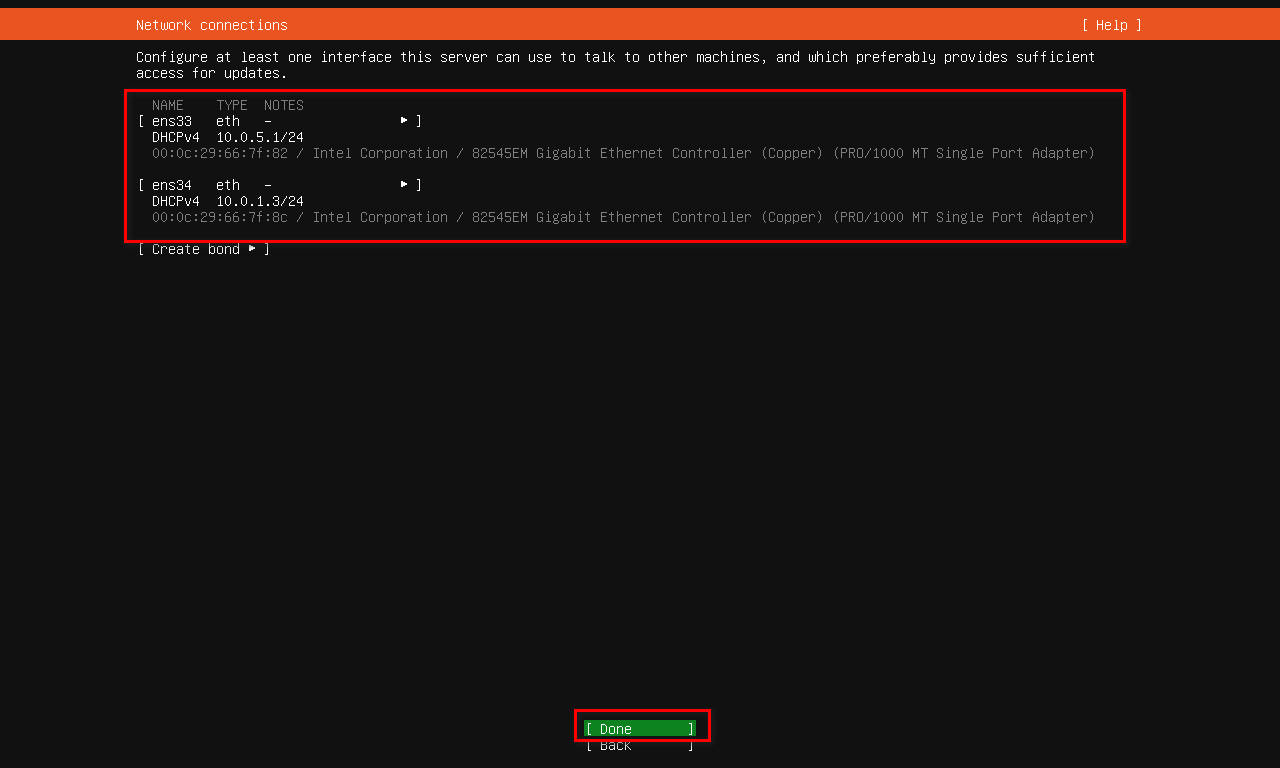 Network connections [ Help ]
Configure at least one interface this server can use to talk to other machines, and which preferably provides sufficient
access for updates.
NAME TYPE NOTES
[ ens33 eth – ▸ ]
DHCPv4 10.0.5.1/24
00:0c:29:66:7f:82 / Intel Corporation / 82545EM Gigabit Ethernet Controller (Copper) (PRO/1000 MT Single Port Adapter)
[ ens34 eth – ▸ ]
DHCPv4 10.0.1.3/24
00:0c:29:66:7f:8c / Intel Corporation / 82545EM Gigabit Ethernet Controller (Copper) (PRO/1000 MT Single Port Adapter)
[ Create bond ▸ ]
[ Done ]
[ Back ]